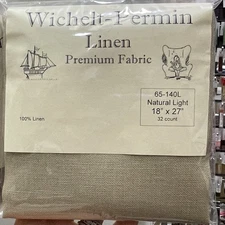 Wichelt-Permin
Linen
Premium Fabric
65-140L
Natural Light
18" x 27"
32 count
100% Linen